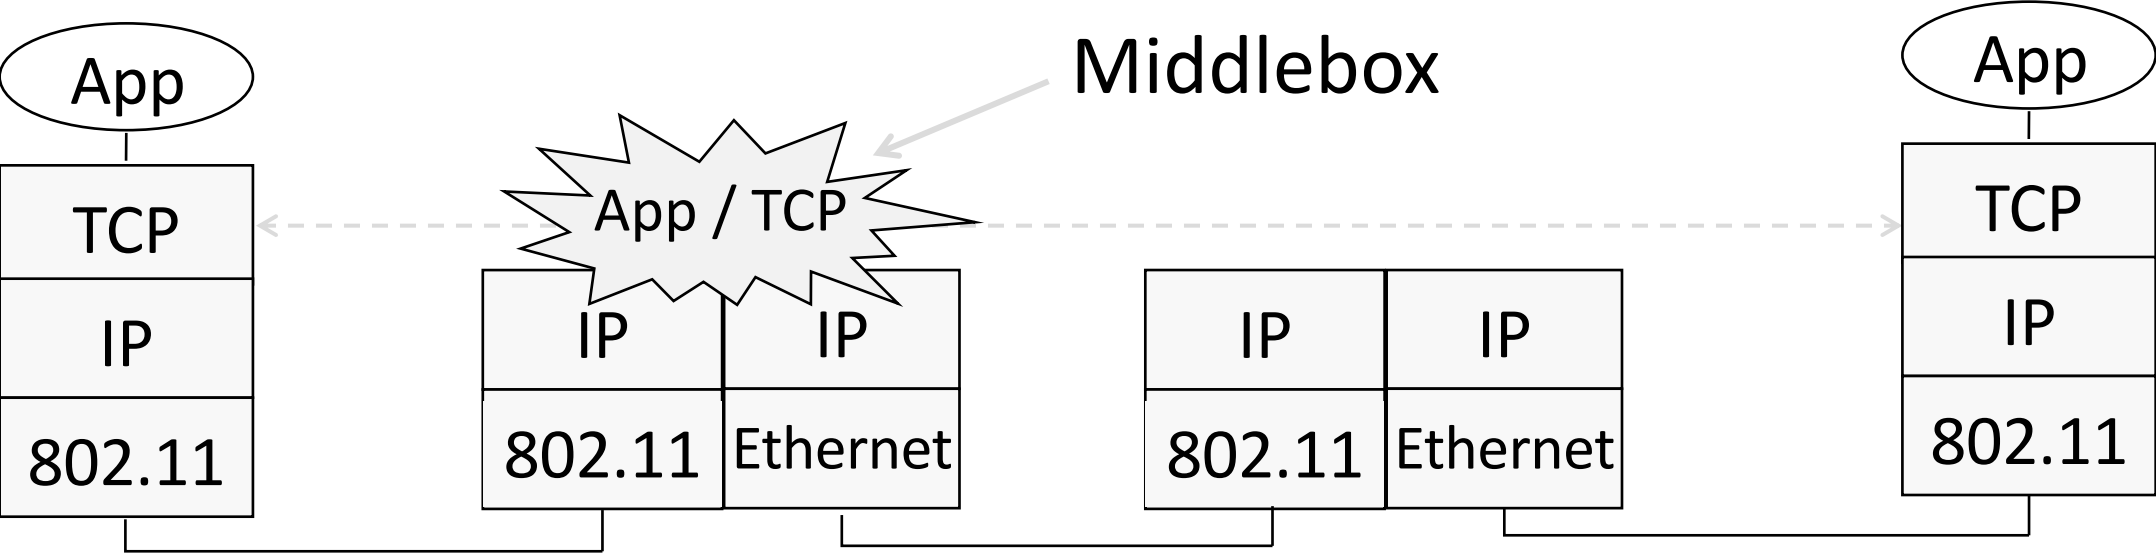 App
Middlebox
App
TCP
App / TCP
TCP
IP
IP
IP
IP
IP
IP
802.11
802.11
Ethernet
802.11
Ethernet
802.11